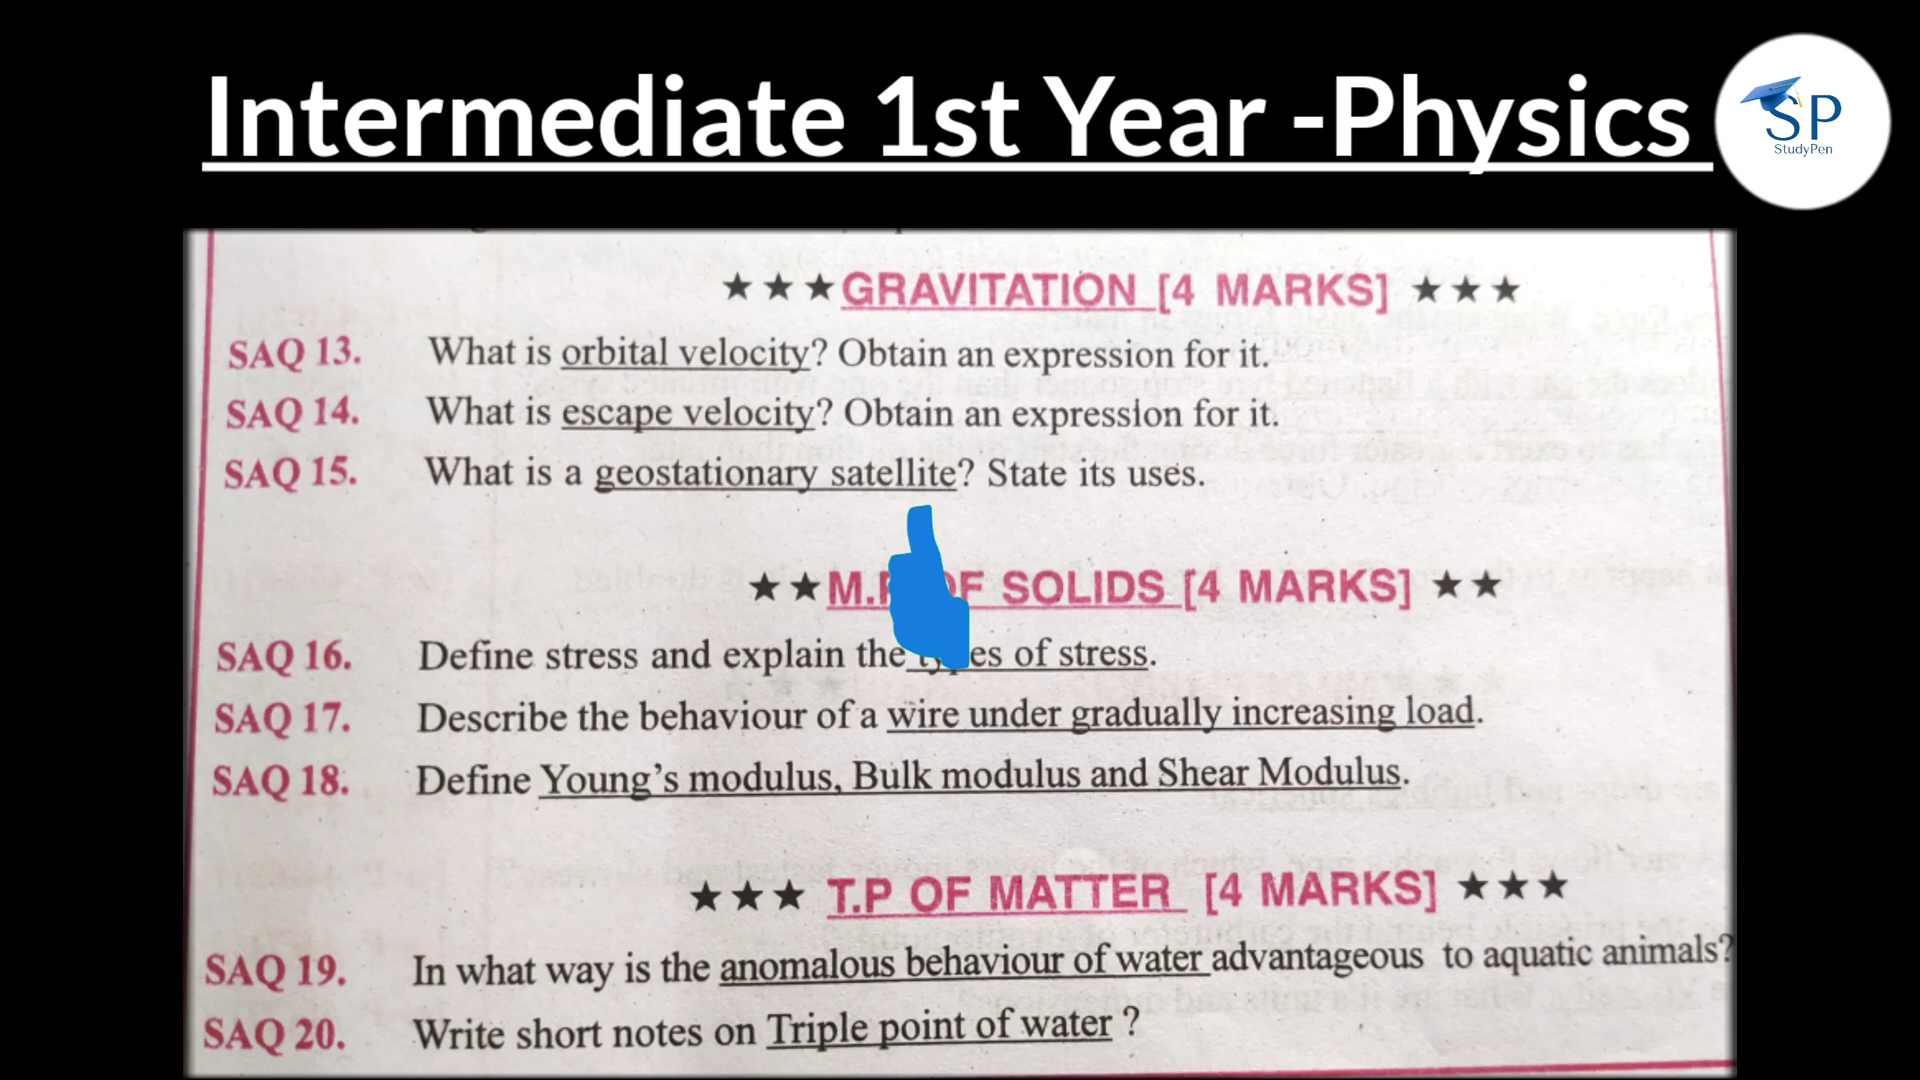 Intermediate 1st Year -Physics
SP
StudyPen
★★★GRAVITATION [4 MARKS] ★★★
SAQ 13. What is orbital velocity? Obtain an expression for it.
SAQ 14. What is escape velocity? Obtain an expression for it.
SAQ 15. What is a geostationary satellite? State its uses.
★★ SOLIDS [4 MARKS] ★★
SAQ 16. Define stress and explain the of stress.
SAQ 17. Describe the behaviour of a wire under gradually increasing load.
SAQ 18. Define Young's modulus, Bulk modulus and Shear Modulus.
★★★ T.P OF MATTER [4 MARKS] ★★★
SAQ 19. In what way is the anomalous behaviour of water advantageous to aquatic animals?
SAQ 20. Write short notes on Triple point of water ?